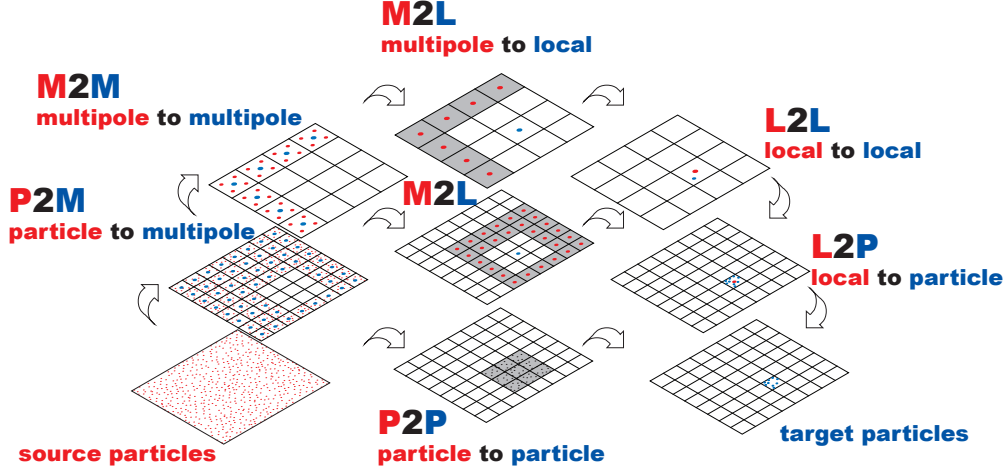 M2L
multipole to local
M2M
multipole to multipole
L2L
local to local
P2M
particle to multipole
M2L
L2P
local to particle
P2P
particle to particle
source particles
target particles